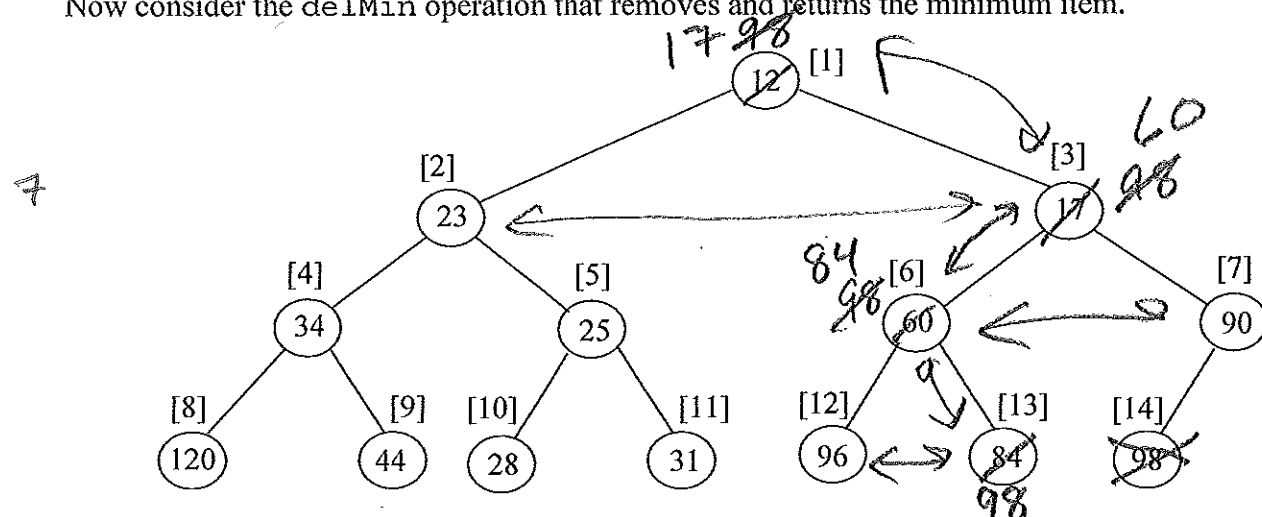 Now consider the delMin operation that removes and returns the minimum item.
17 98
12 [1]
60
[2] [3]
7 98
23 17
84
[4] [5] [6] [7]
98
34 25 60 90
[8] [9] [10] [11] [12] [13] [14]
120 44 28 31 96 84 98
98